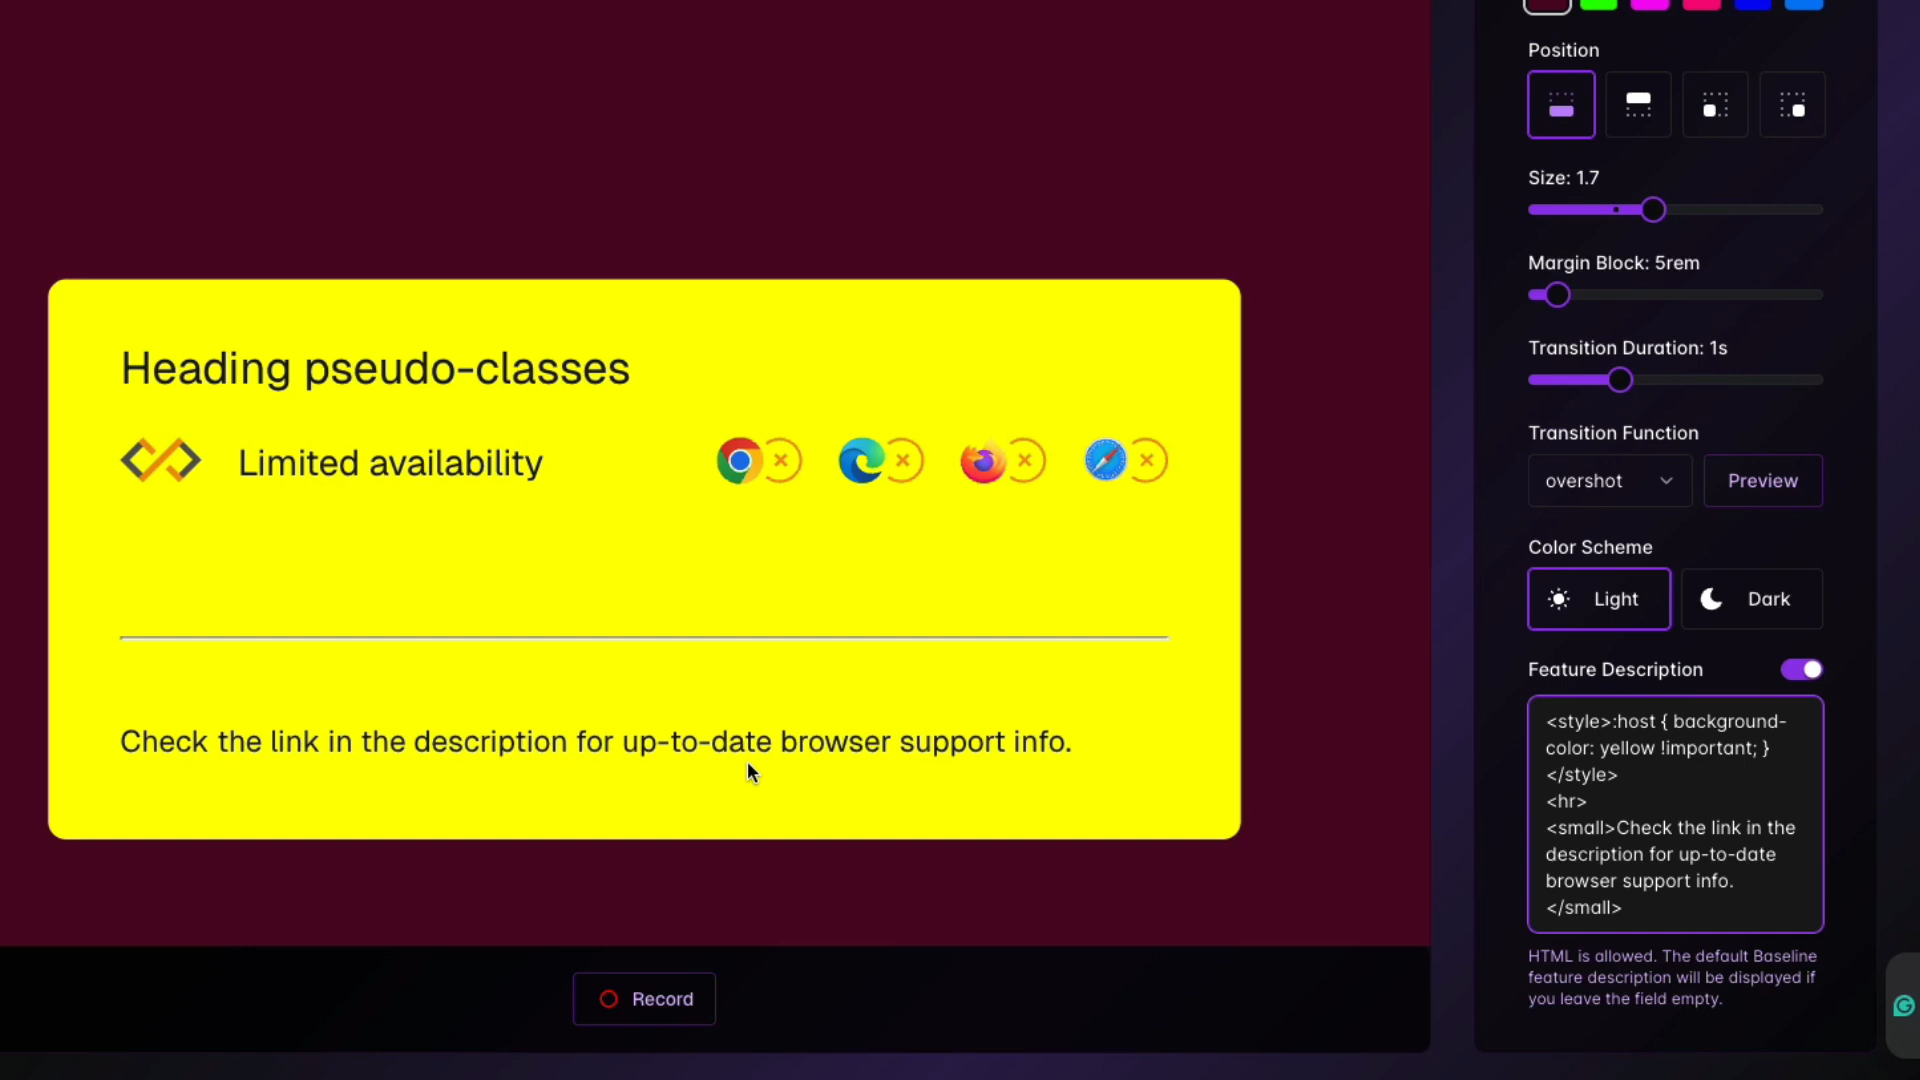 Heading pseudo-classes
Limited availability
Check the link in the description for up-to-date browser support info.
Record
Position
Size: 1.7
Margin Block: 5rem
Transition Duration: 1s
Transition Function
overshot
Preview
Color Scheme
Light
Dark
Feature Description
<style>:host { background-
color: yellow !important; }
</style>
<hr>
<small>Check the link in the
description for up-to-date
browser support info.
</small>
HTML is allowed. The default Baseline
feature description will be displayed if
you leave the field empty.